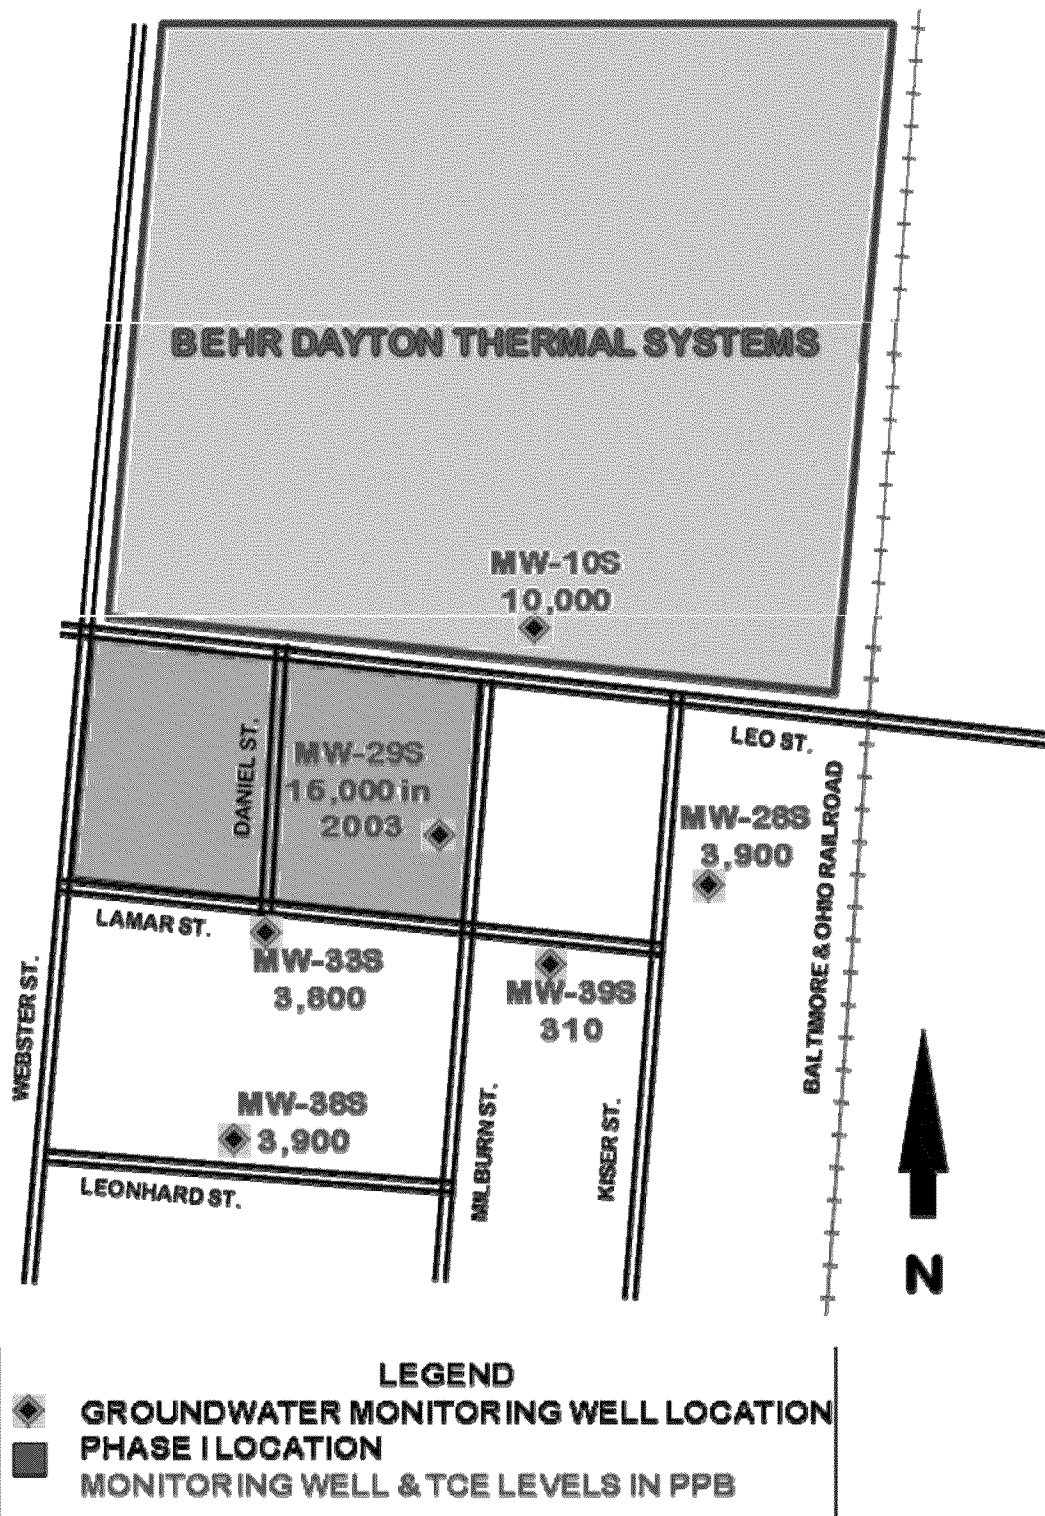 BEHR DAYTON THERMAL SYSTEMS
MW-10S
10,000
LEO ST.
DANIEL ST.
MW-29S
16,000 in
2003
MW-28S
3,900
BALTIMORE & OHIO RAILROAD
LAMAR ST.
MW-33S
3,800
MW-39S
310
WEBSTER ST.
MW-38S
3,900
MILBURN ST.
KISER ST.
LEONHARD ST.
N
LEGEND
GROUNDWATER MONITORING WELL LOCATION
PHASE I LOCATION
MONITORING WELL & TCE LEVELS IN PPB